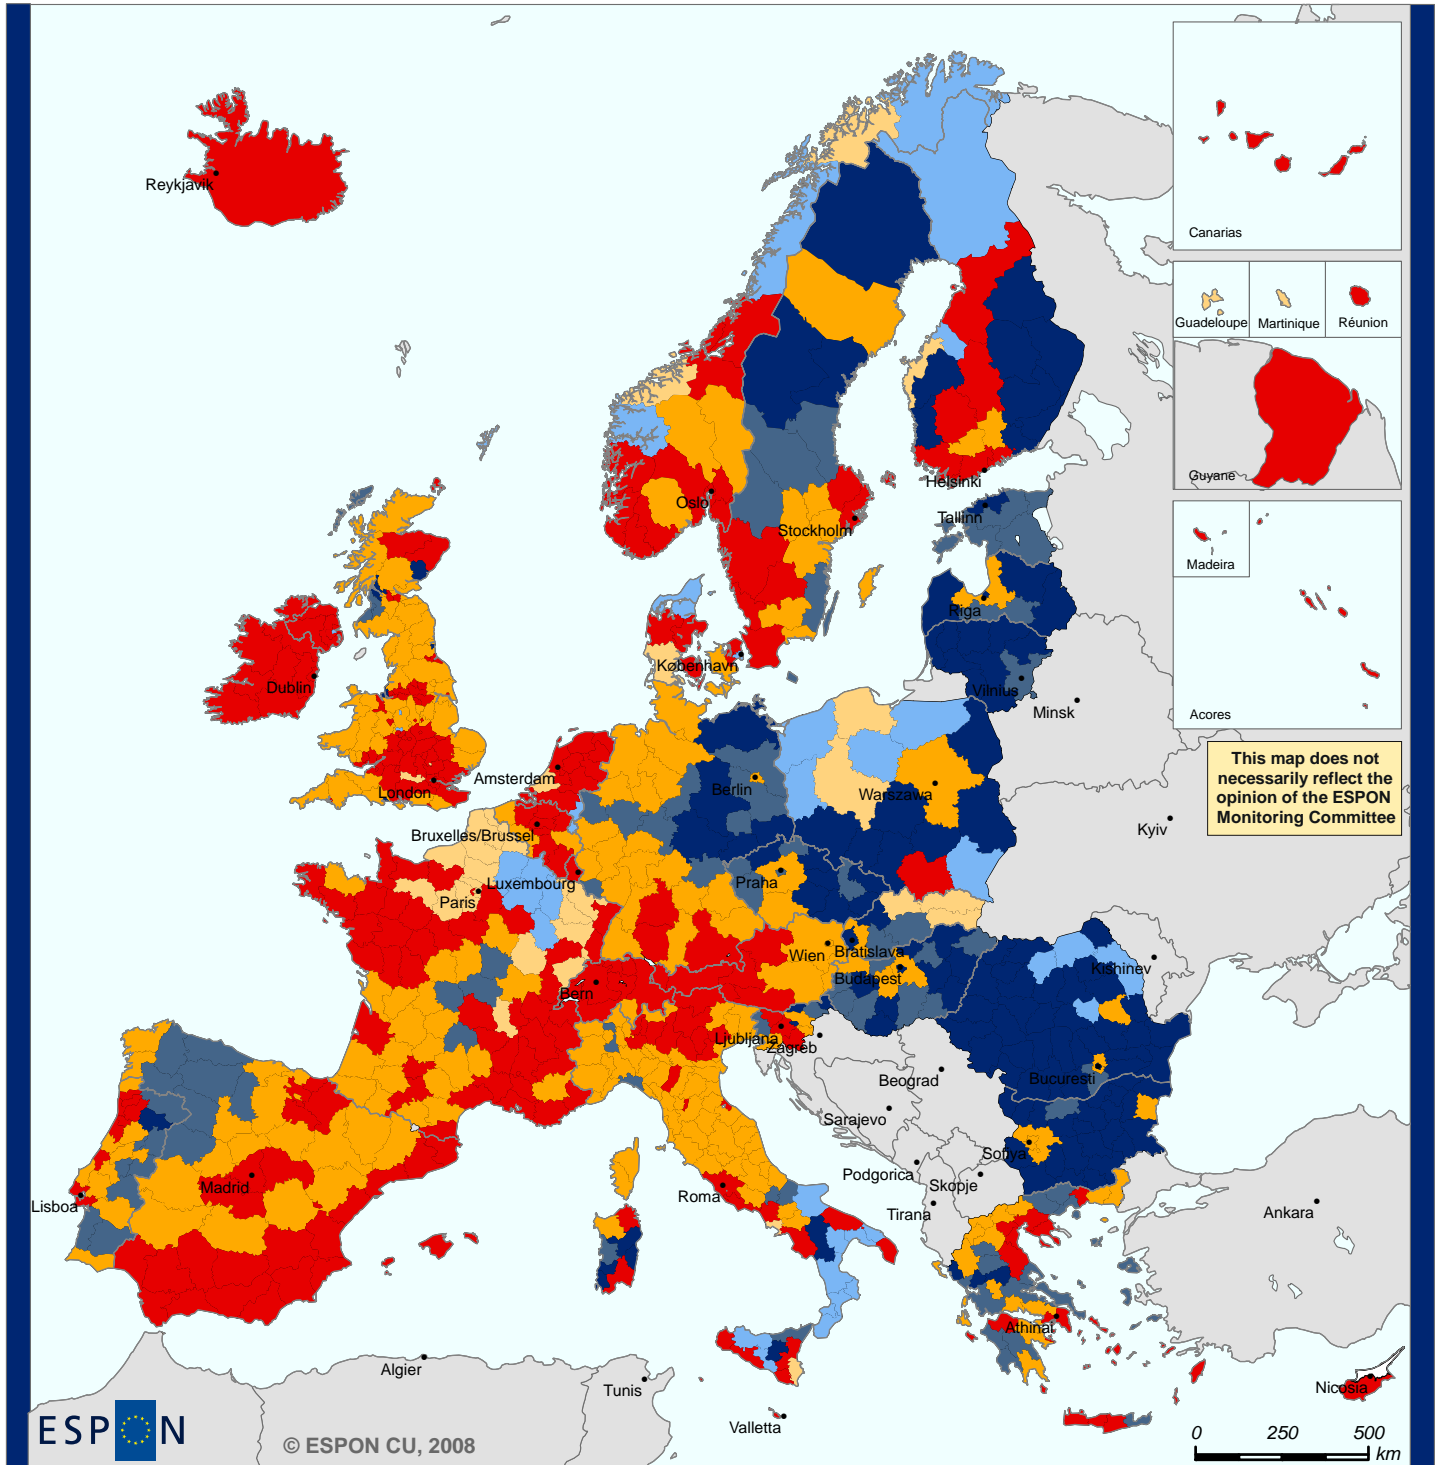 Canarias
Reykjavik
Guadeloupe
Martinique
Réunion
Guyane
Oslo
Helsinki
Tallinn
Stockholm
Madeira
Riga
København
Dublin
Vilnius
Minsk
Acores
This map does not
necessarily reflect the
opinion of the ESPON
Monitoring Committee
Amsterdam
London
Berlin
Warszawa
Kyiv
Bruxelles/Brussel
Luxembourg
Paris
Praha
Wien
Bratislava
Budapest
Kishinev
Bern
Ljubljana
Zagreb
Beograd
Bucuresti
Sarajevo
Sofiya
Podgorica
Skopje
Madrid
Lisboa
Roma
Tirana
Ankara
Athinai
Algier
Tunis
Nicosia
Valletta
ESPON
© ESPON CU, 2008
0 250 500
km